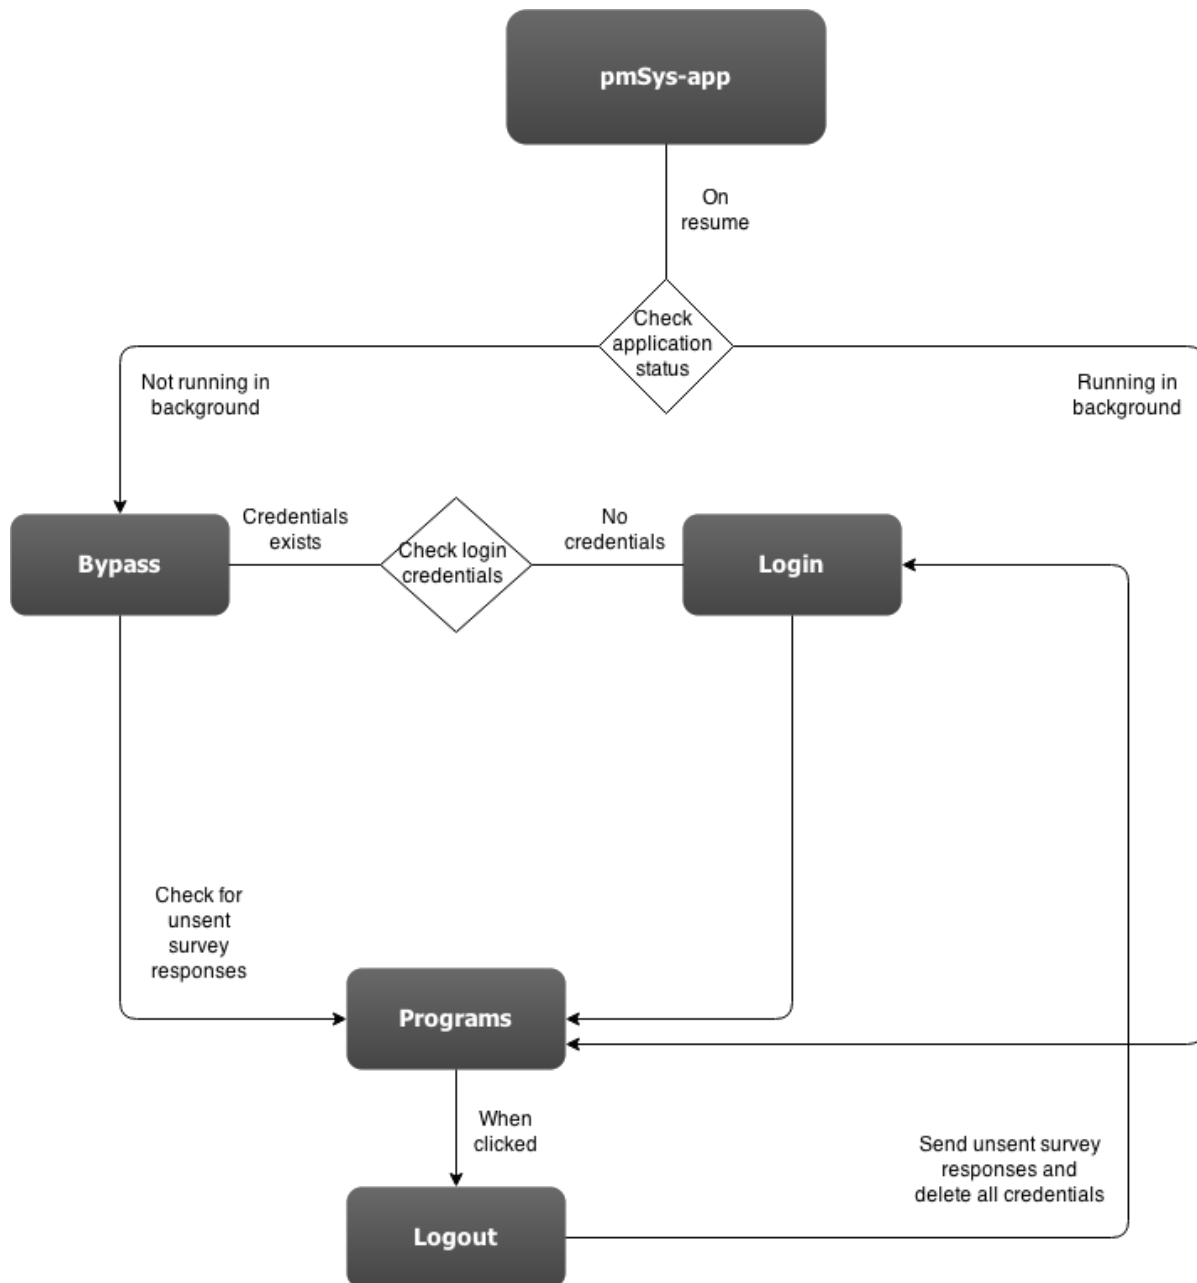 pmSys-app
On
resume
Check
application
status
Not running in
background
Running in
background
Bypass
Credentials
exists
Check login
credentials
No
credentials
Login
Check for
unsent
survey
responses
Programs
When
clicked
Send unsent survey
responses and
delete all credentials
Logout